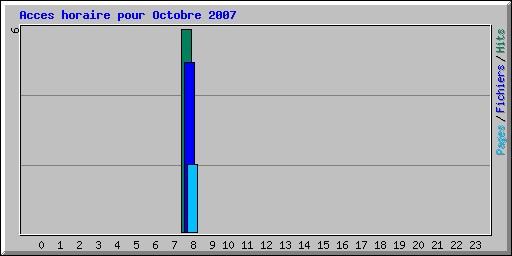 Acces horaire pour Octobre 2007
6
Pages/Fichiers/Hits
0 1 2 3 4 5 6 7 8 9 10 11 12 13 14 15 16 17 18 19 20 21 22 23